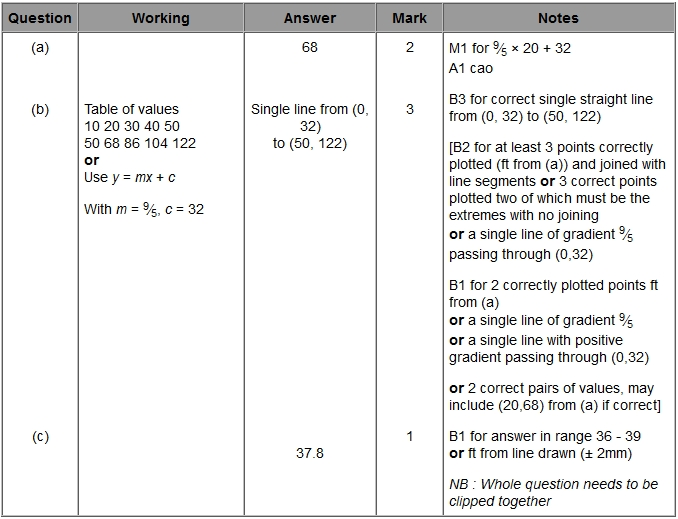 Question Working Answer Mark Notes
(a) 68 2 M1 for 9/5 × 20 + 32
A1 cao
(b) Table of values
10 20 30 40 50
50 68 86 104 122
or
Use y = mx + c
With m = 9/5, c = 32
Single line from (0,
32)
to (50, 122)
3
B3 for correct single straight line
from (0, 32) to (50, 122)
[B2 for at least 3 points correctly
plotted (ft from (a)) and joined with
line segments or 3 correct points
plotted two of which must be the
extremes with no joining
or a single line of gradient 9/5
passing through (0,32)
B1 for 2 correctly plotted points ft
from (a)
or a single line of gradient 9/5
or a single line with positive
gradient passing through (0,32)
or 2 correct pairs of values, may
include (20,68) from (a) if correct]
(c) 37.8 1 B1 for answer in range 36 - 39
or ft from line drawn (± 2mm)
NB : Whole question needs to be
clipped together